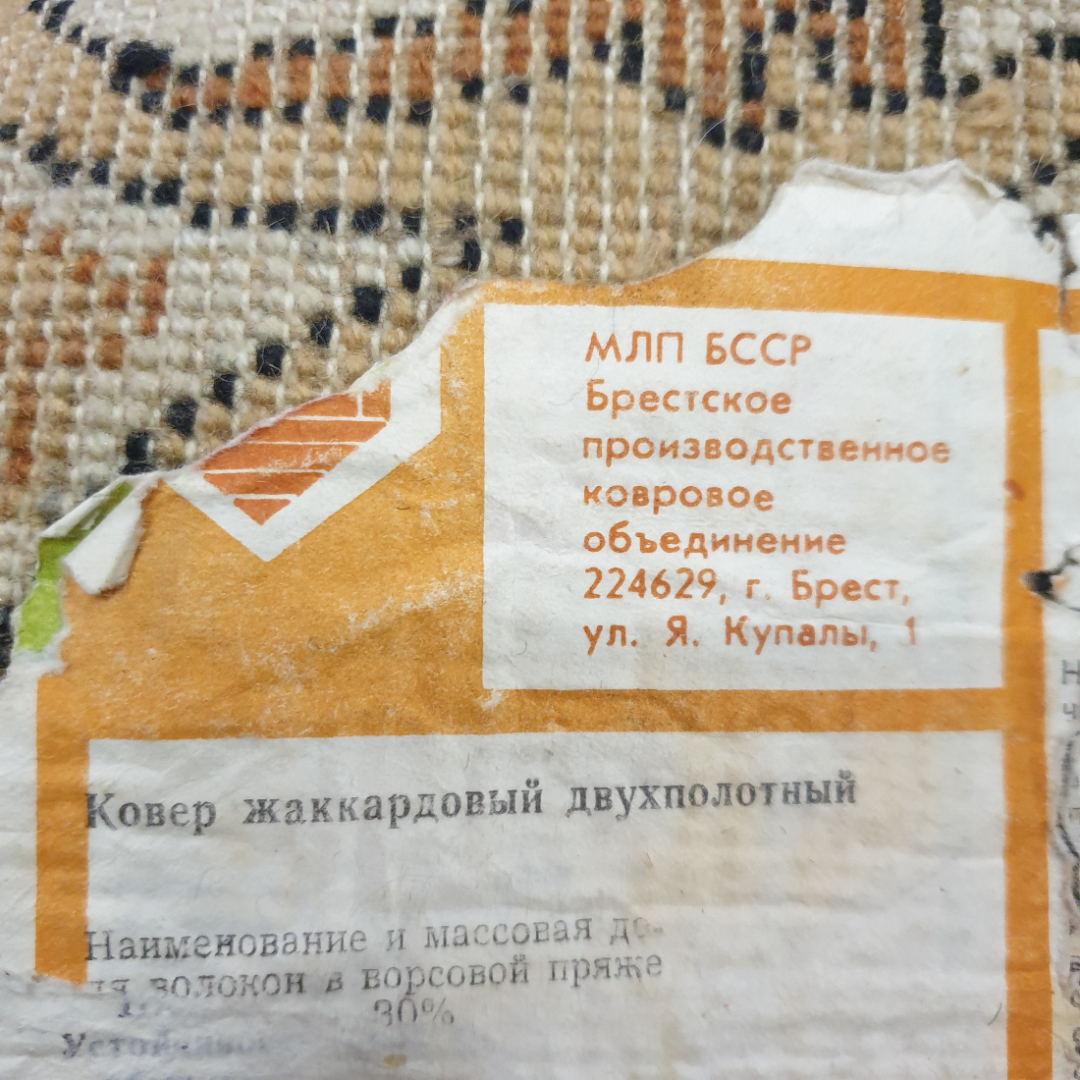 МЛП БССР
Брестское
производственное
ковровое
объединение
224629, г. Брест,
ул. Я. Купалы, 1
Ковер жаккардовый двухполотный
Наименование и массовая до-
ля волокон в ворсовой пряже
30%